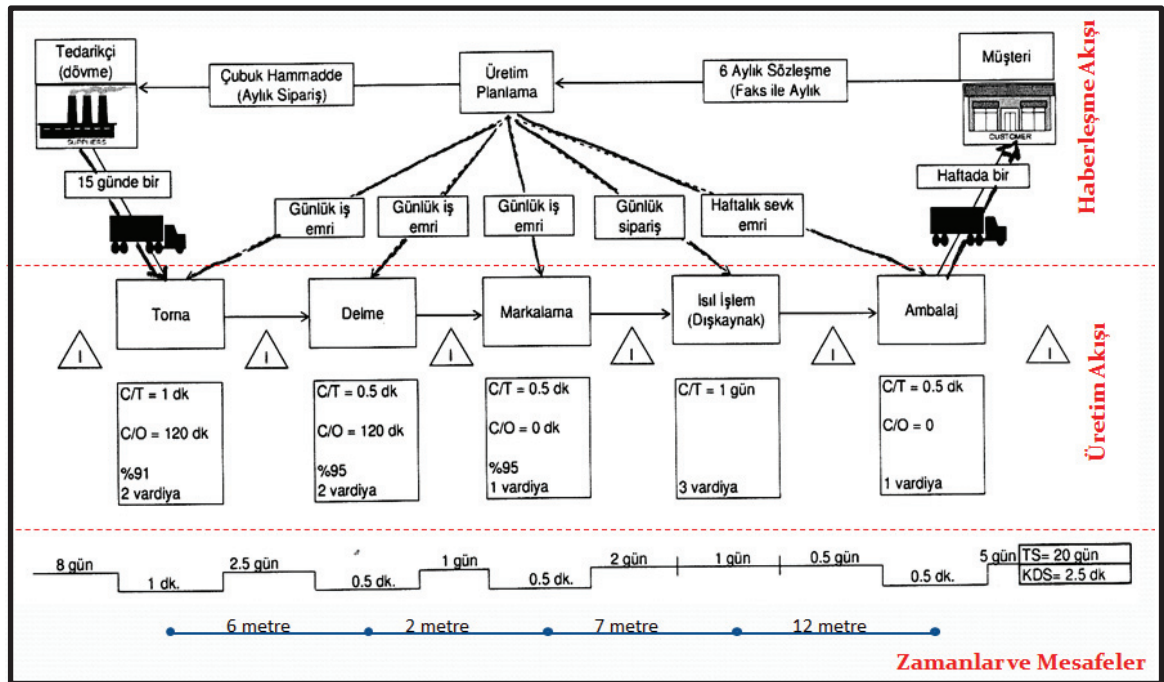 Tedarikçi
(dövme)
SUPPLIERS
Çubuk Hammadde
(Aylık Sipariş)
Üretim
Planlama
6 Aylık Sözleşme
(Faks ile Aylık
Müşteri
CUSTOMER
Haberleşme Akışı
15 günde bir
Günlük iş
emri
Günlük iş
emri
Günlük iş
emri
Günlük
sipariş
Haftalık sevk
emri
Haftada bir
Torna
Delme
Markalama
Isıl İşlem
(Dışkaynak)
Ambalaj
I
I
I
I
I
I
Üretim Akışı
C/T = 1 dk
C/O = 120 dk
%91
2 vardiya
C/T = 0.5 dk
C/O = 120 dk
%95
2 vardiya
C/T = 0.5 dk
C/O = 0 dk
%95
1 vardiya
C/T = 1 gün
3 vardiya
C/T = 0.5 dk
C/O = 0
1 vardiya
8 gün
1 dk.
2.5 gün
0.5 dk.
1 gün
0.5 dk.
2 gün
1 gün
0.5 gün
0.5 dk.
5 gün
TS= 20 gün
KDS= 2.5 dk
6 metre
2 metre
7 metre
12 metre
Zamanlar ve Mesafeler